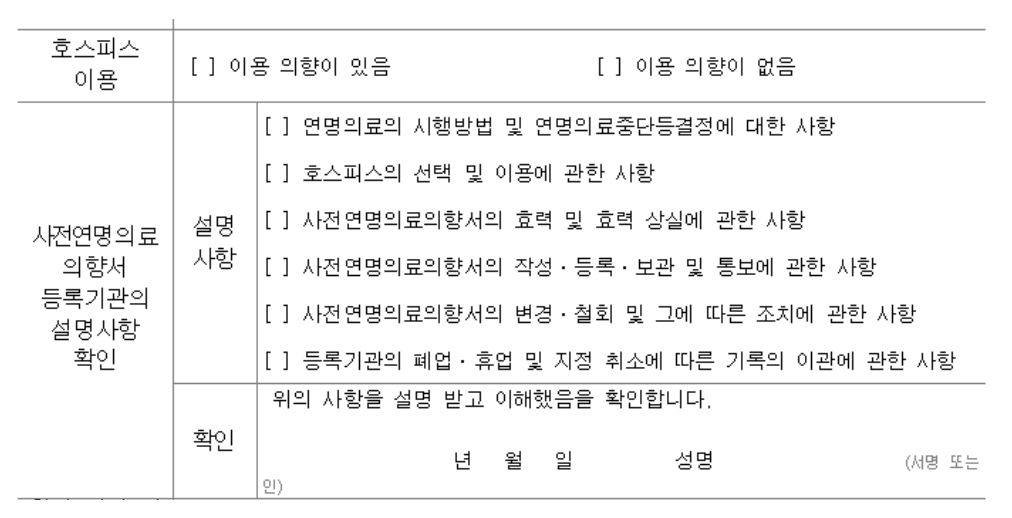 호스피스
이용
[ ] 이용 의향이 있음 [ ] 이용 의향이 없음
사전연명의료
의향서
등록기관의
설명사항
확인
설명
사항
[ ] 연명의료의 시행방법 및 연명의료중단등결정에 대한 사항
[ ] 호스피스의 선택 및 이용에 관한 사항
[ ] 사전연명의료의향서의 효력 및 효력 상실에 관한 사항
[ ] 사전연명의료의향서의 작성·등록·보관 및 통보에 관한 사항
[ ] 사전연명의료의향서의 변경·철회 및 그에 따른 조치에 관한 사항
[ ] 등록기관의 폐업·휴업 및 지정 취소에 따른 기록의 이관에 관한 사항
확인
위의 사항을 설명 받고 이해했음을 확인합니다.
년 월 일 성명 (서명 또는
인)